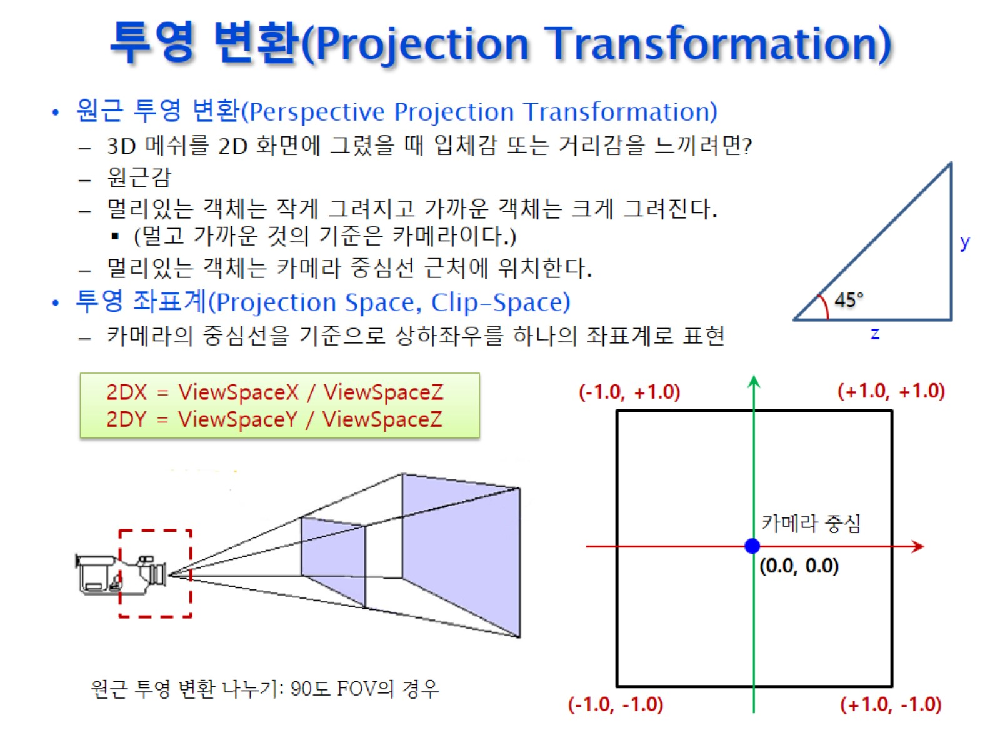 투영 변환(Projection Transformation)
• 원근 투영 변환(Perspective Projection Transformation)
– 3D 메쉬를 2D 화면에 그렸을 때 입체감 또는 거리감을 느끼려면?
– 원근감
– 멀리있는 객체는 작게 그려지고 가까운 객체는 크게 그려진다.
▪ (멀고 가까운 것의 기준은 카메라이다.)
– 멀리있는 객체는 카메라 중심선 근처에 위치한다.
• 투영 좌표계(Projection Space, Clip-Space)
– 카메라의 중심선을 기준으로 상하좌우를 하나의 좌표계로 표현
y
45°
z
2DX = ViewSpaceX / ViewSpaceZ
2DY = ViewSpaceY / ViewSpaceZ
원근 투영 변환 나누기: 90도 FOV의 경우
(-1.0, +1.0)
(+1.0, +1.0)
카메라 중심
(0.0, 0.0)
(-1.0, -1.0)
(+1.0, -1.0)